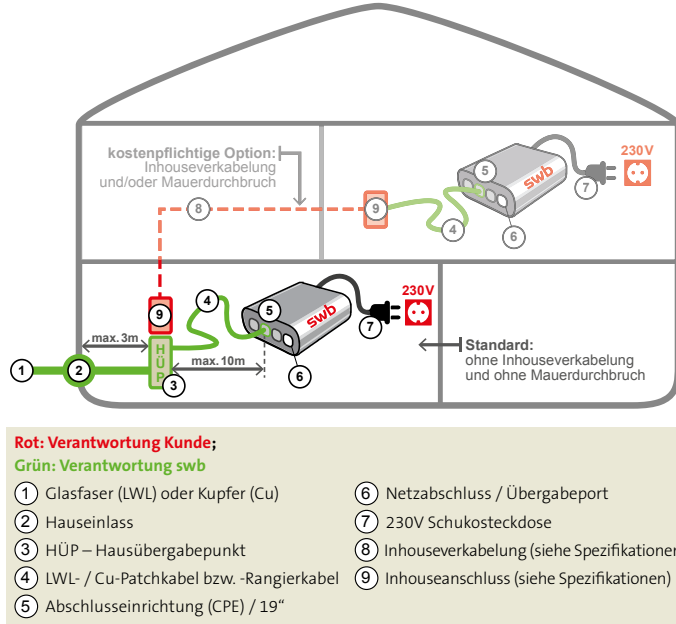 kostenpflichtige Option:
Inhouseverkabelung
und/oder Mauerdurchbruch
230V
5
swb
7
8
9
4
6
9
4
5
swb
230V
7
max. 3m
HÜP
max. 10m
1
2
3
6
Standard:
ohne Inhouseverkabelung
und ohne Mauerdurchbruch
Rot: Verantwortung Kunde;
Grün: Verantwortung swb
1 Glasfaser (LWL) oder Kupfer (Cu)
2 Hauseinlass
3 HÜP – Hausübergabepunkt
4 LWL- / Cu-Patchkabel bzw. -Rangierkabel
5 Abschlusseinrichtung (CPE) / 19“
6 Netzabschluss / Übergabeport
7 230V Schukosteckdose
8 Inhouseverkabelung (siehe Spezifikationen
9 Inhouseanschluss (siehe Spezifikationen)